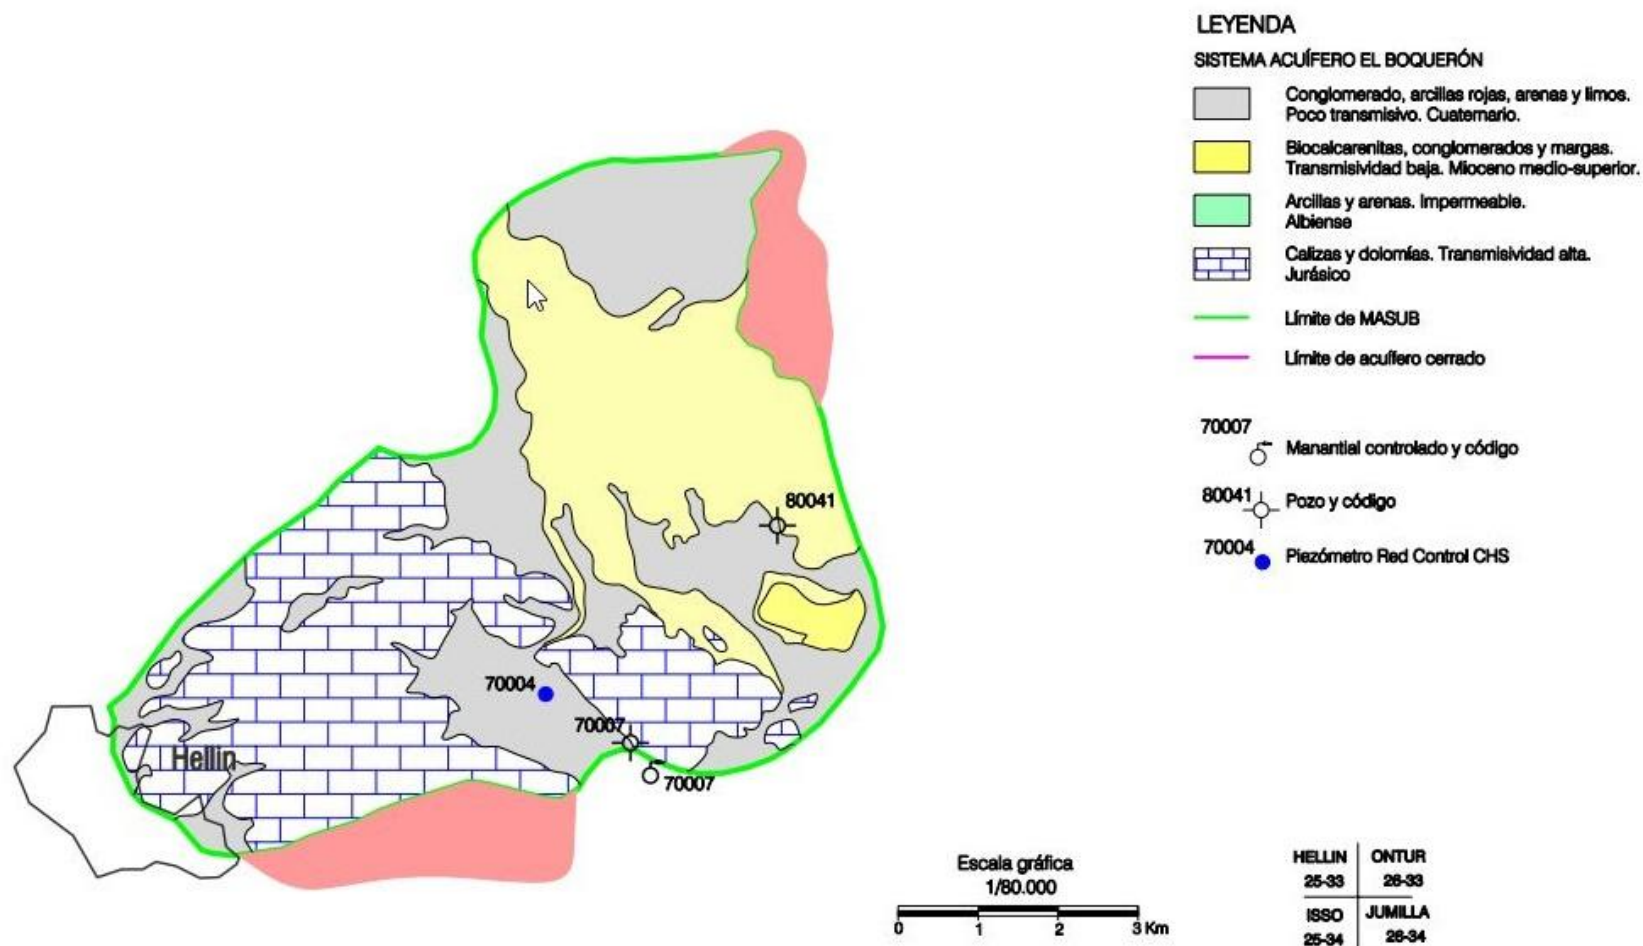 LEYENDA
SISTEMA ACUÍFERO EL BOQUERÓN
Conglomerado, arcillas rojas, arenas y limos.
Poco transmisivo. Cuaternario.
Biocalcarenitas, conglomerados y margas.
Transmisividad baja. Mioceno medio-superior.
Arcillas y arenas. Impermeable.
Albiense
Calizas y dolomías. Transmisividad alta.
Jurásico
Límite de MASUB
Límite de acuífero cerrado
70007
Manantial controlado y código
80041
Pozo y código
70004
Piezómetro Red Control CHS
80041
70004
70007
Hellin
70007
Escala gráfica
1/80.000
0 1 2 3 Km
HELLIN ONTUR
25-33 26-33
ISSO JUMILLA
25-34 26-34